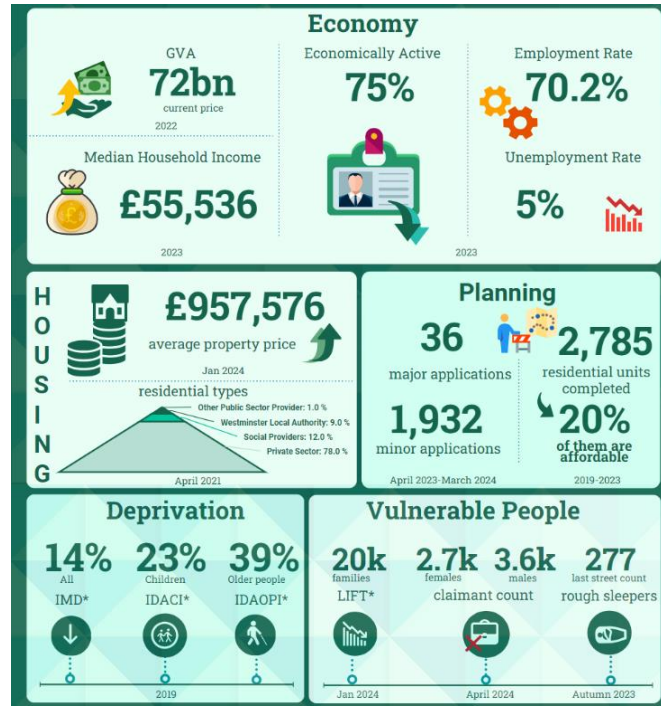 Economy
GVA
72bn
current price
2022
Economically Active
75%
Employment Rate
70.2%
Median Household Income
£55,536
2023
Unemployment Rate
5%
2023
HOUSING
£957,576
average property price
Jan 2024
residential types
Other Public Sector Provider: 1.0 %
Westminster Local Authority: 9.0 %
Social Providers: 12.0 %
Private Sector: 78.0 %
April 2021
Planning
36
major applications
1,932
minor applications
April 2023-March 2024
2,785
residential units
completed
20%
of them are
affordable
2019-2023
Deprivation
14%
All
IMD*
23%
Children
IDACI*
39%
Older people
IDAOPI*
2019
Vulnerable People
20k
families
LIFT*
2.7k
females
3.6k
males
claimant count
277
last street count
rough sleepers
Jan 2024
April 2024
Autumn 2023